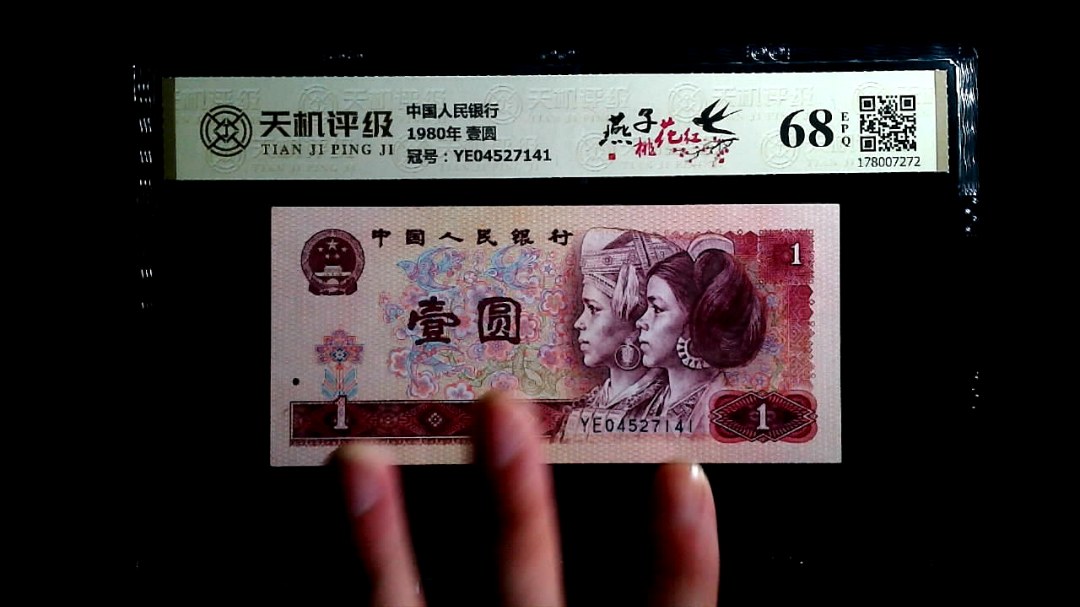 天机评级
TIAN JI PING JI
中国人民银行
1980年 壹圆
冠号：YE04527141
燕子
桃花红
68
EPQ
178007272
中国人民银行
1
壹圆
YE04527141
1
1